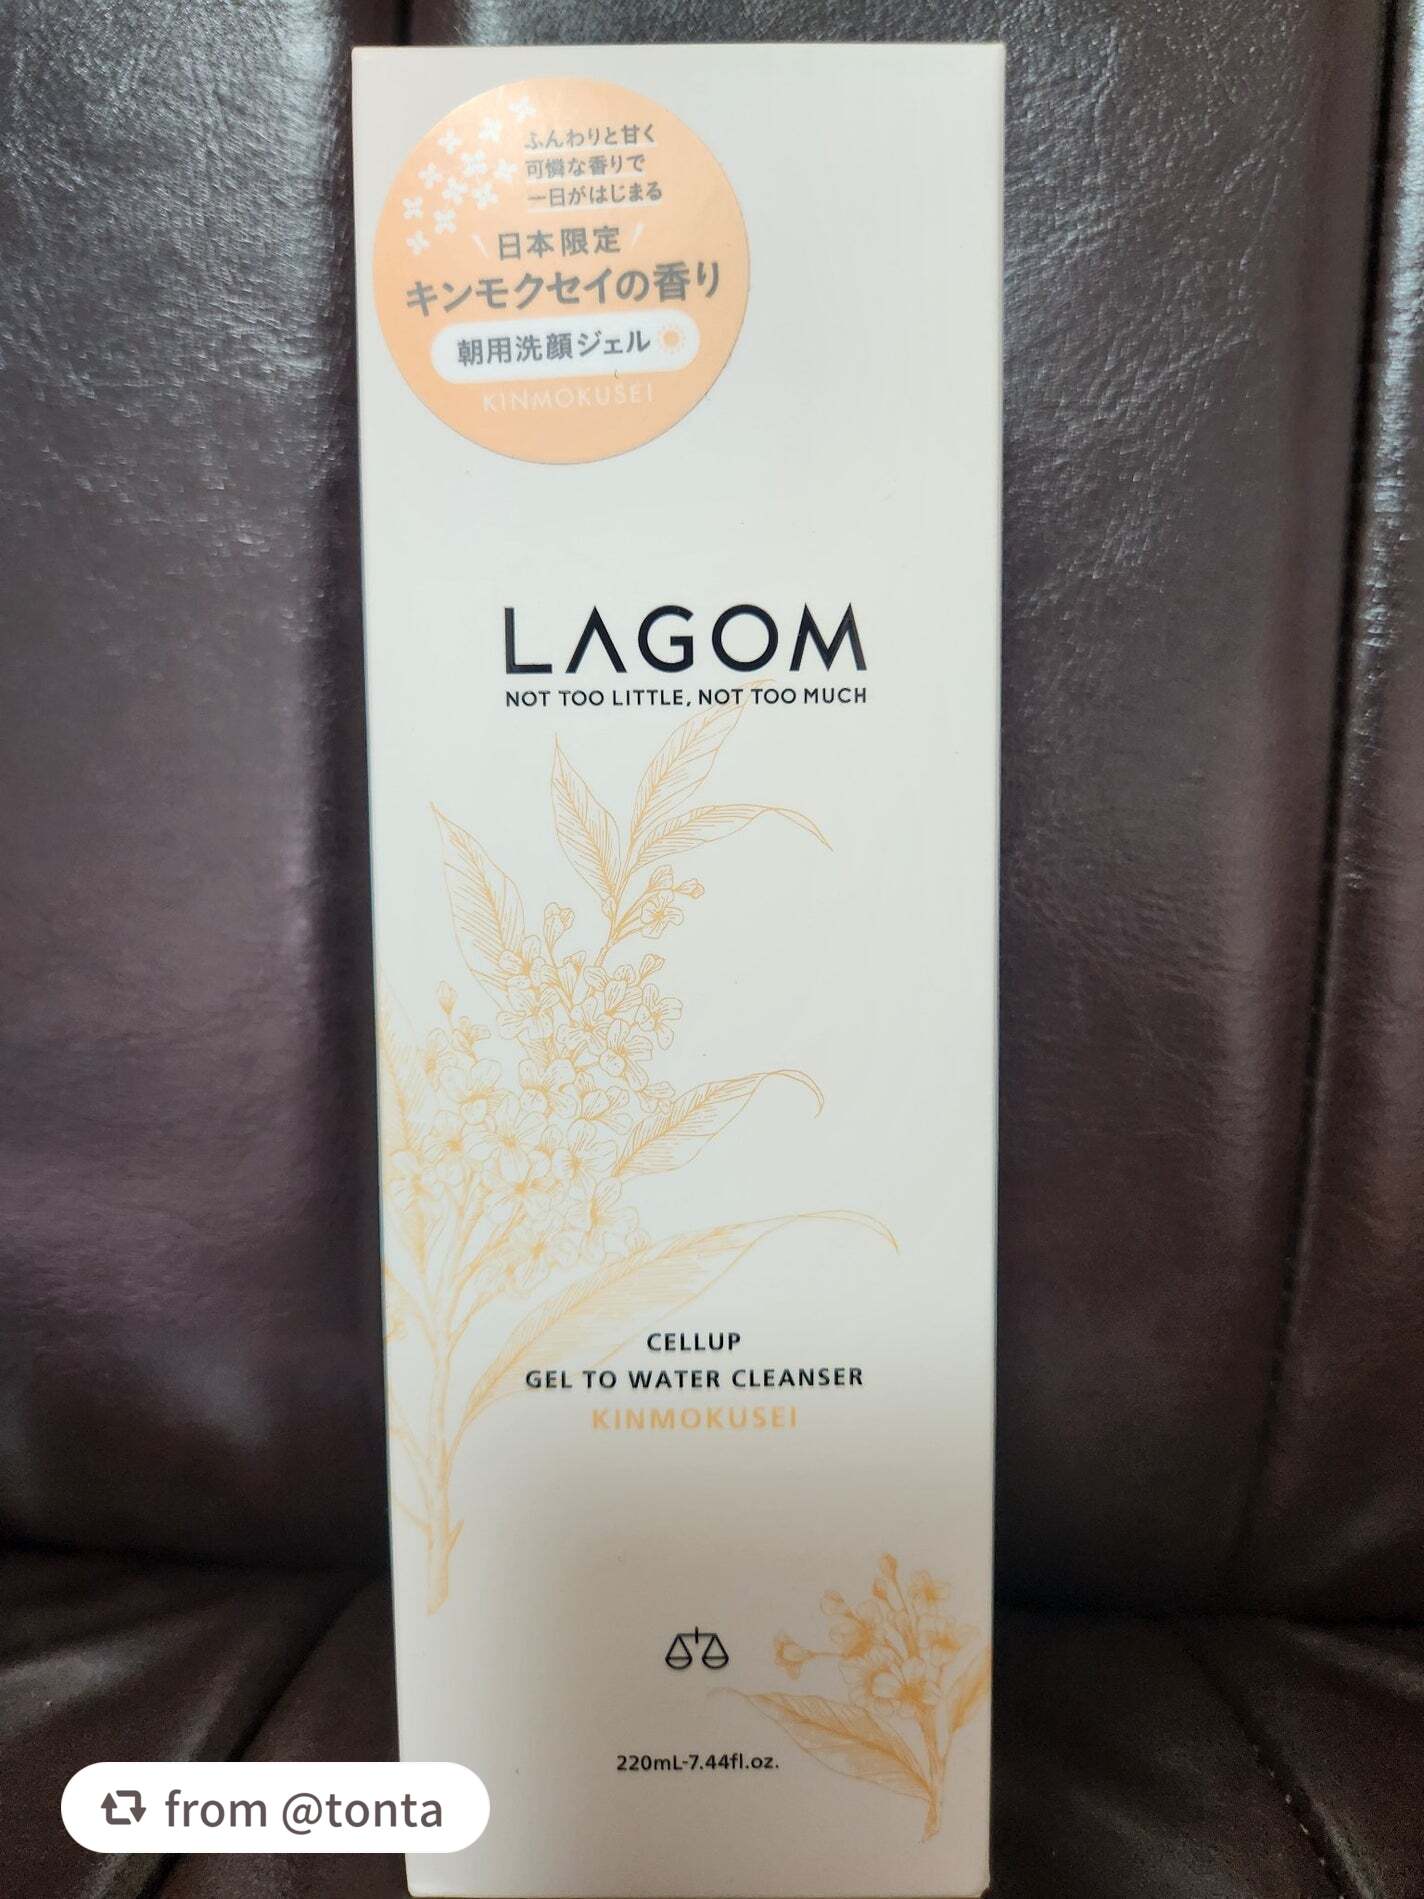 ふんわりと甘く
可憐な香りで
一日がはじまる
日本限定
キンモクセイの香り
朝用洗顔ジェル
KINMOKUSEI
LAGOM
NOT TOO LITTLE, NOT TOO MUCH
CELLUP
GEL TO WATER CLEANSER
KINMOKUSEI
220mL-7.44fl.oz.
from @tonta